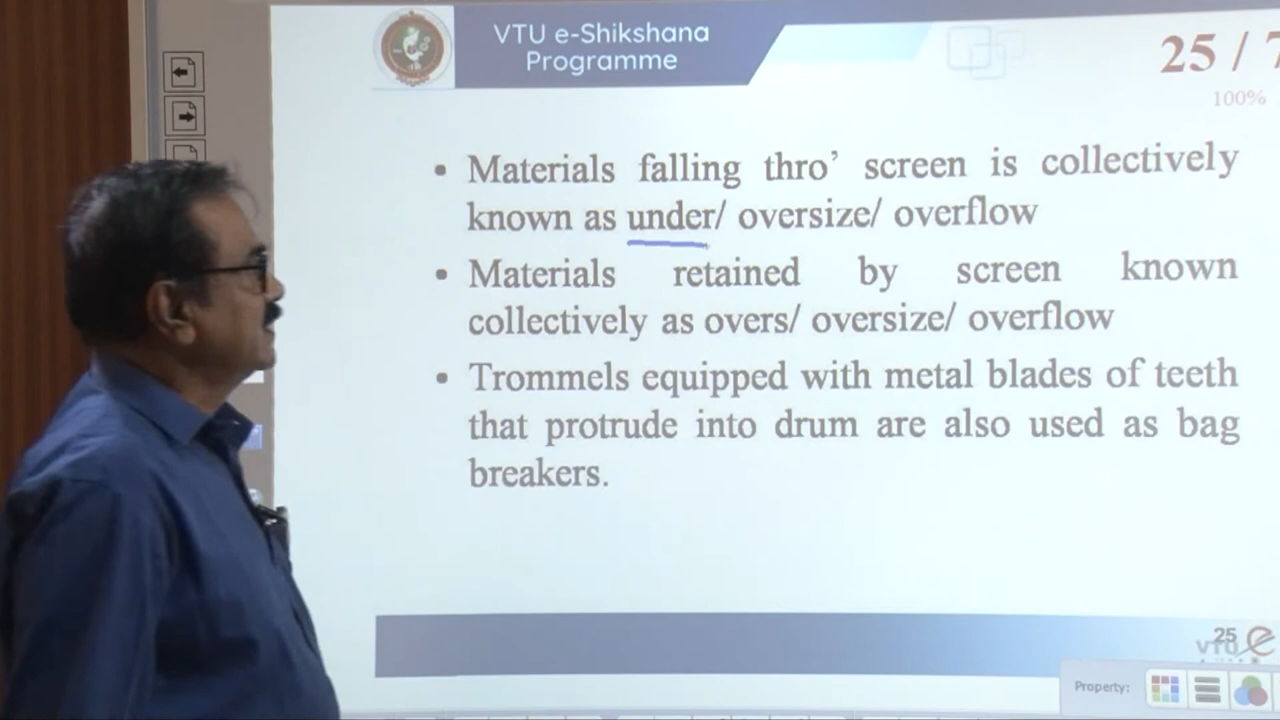 VTU e-Shikshana
Programme
25 / 7
100%
• Materials falling thro’ screen is collectively
known as under/ oversize/ overflow
• Materials retained by screen known
collectively as overs/ oversize/ overflow
• Trommels equipped with metal blades of teeth
that protrude into drum are also used as bag
breakers.
25
VTU e
Property: